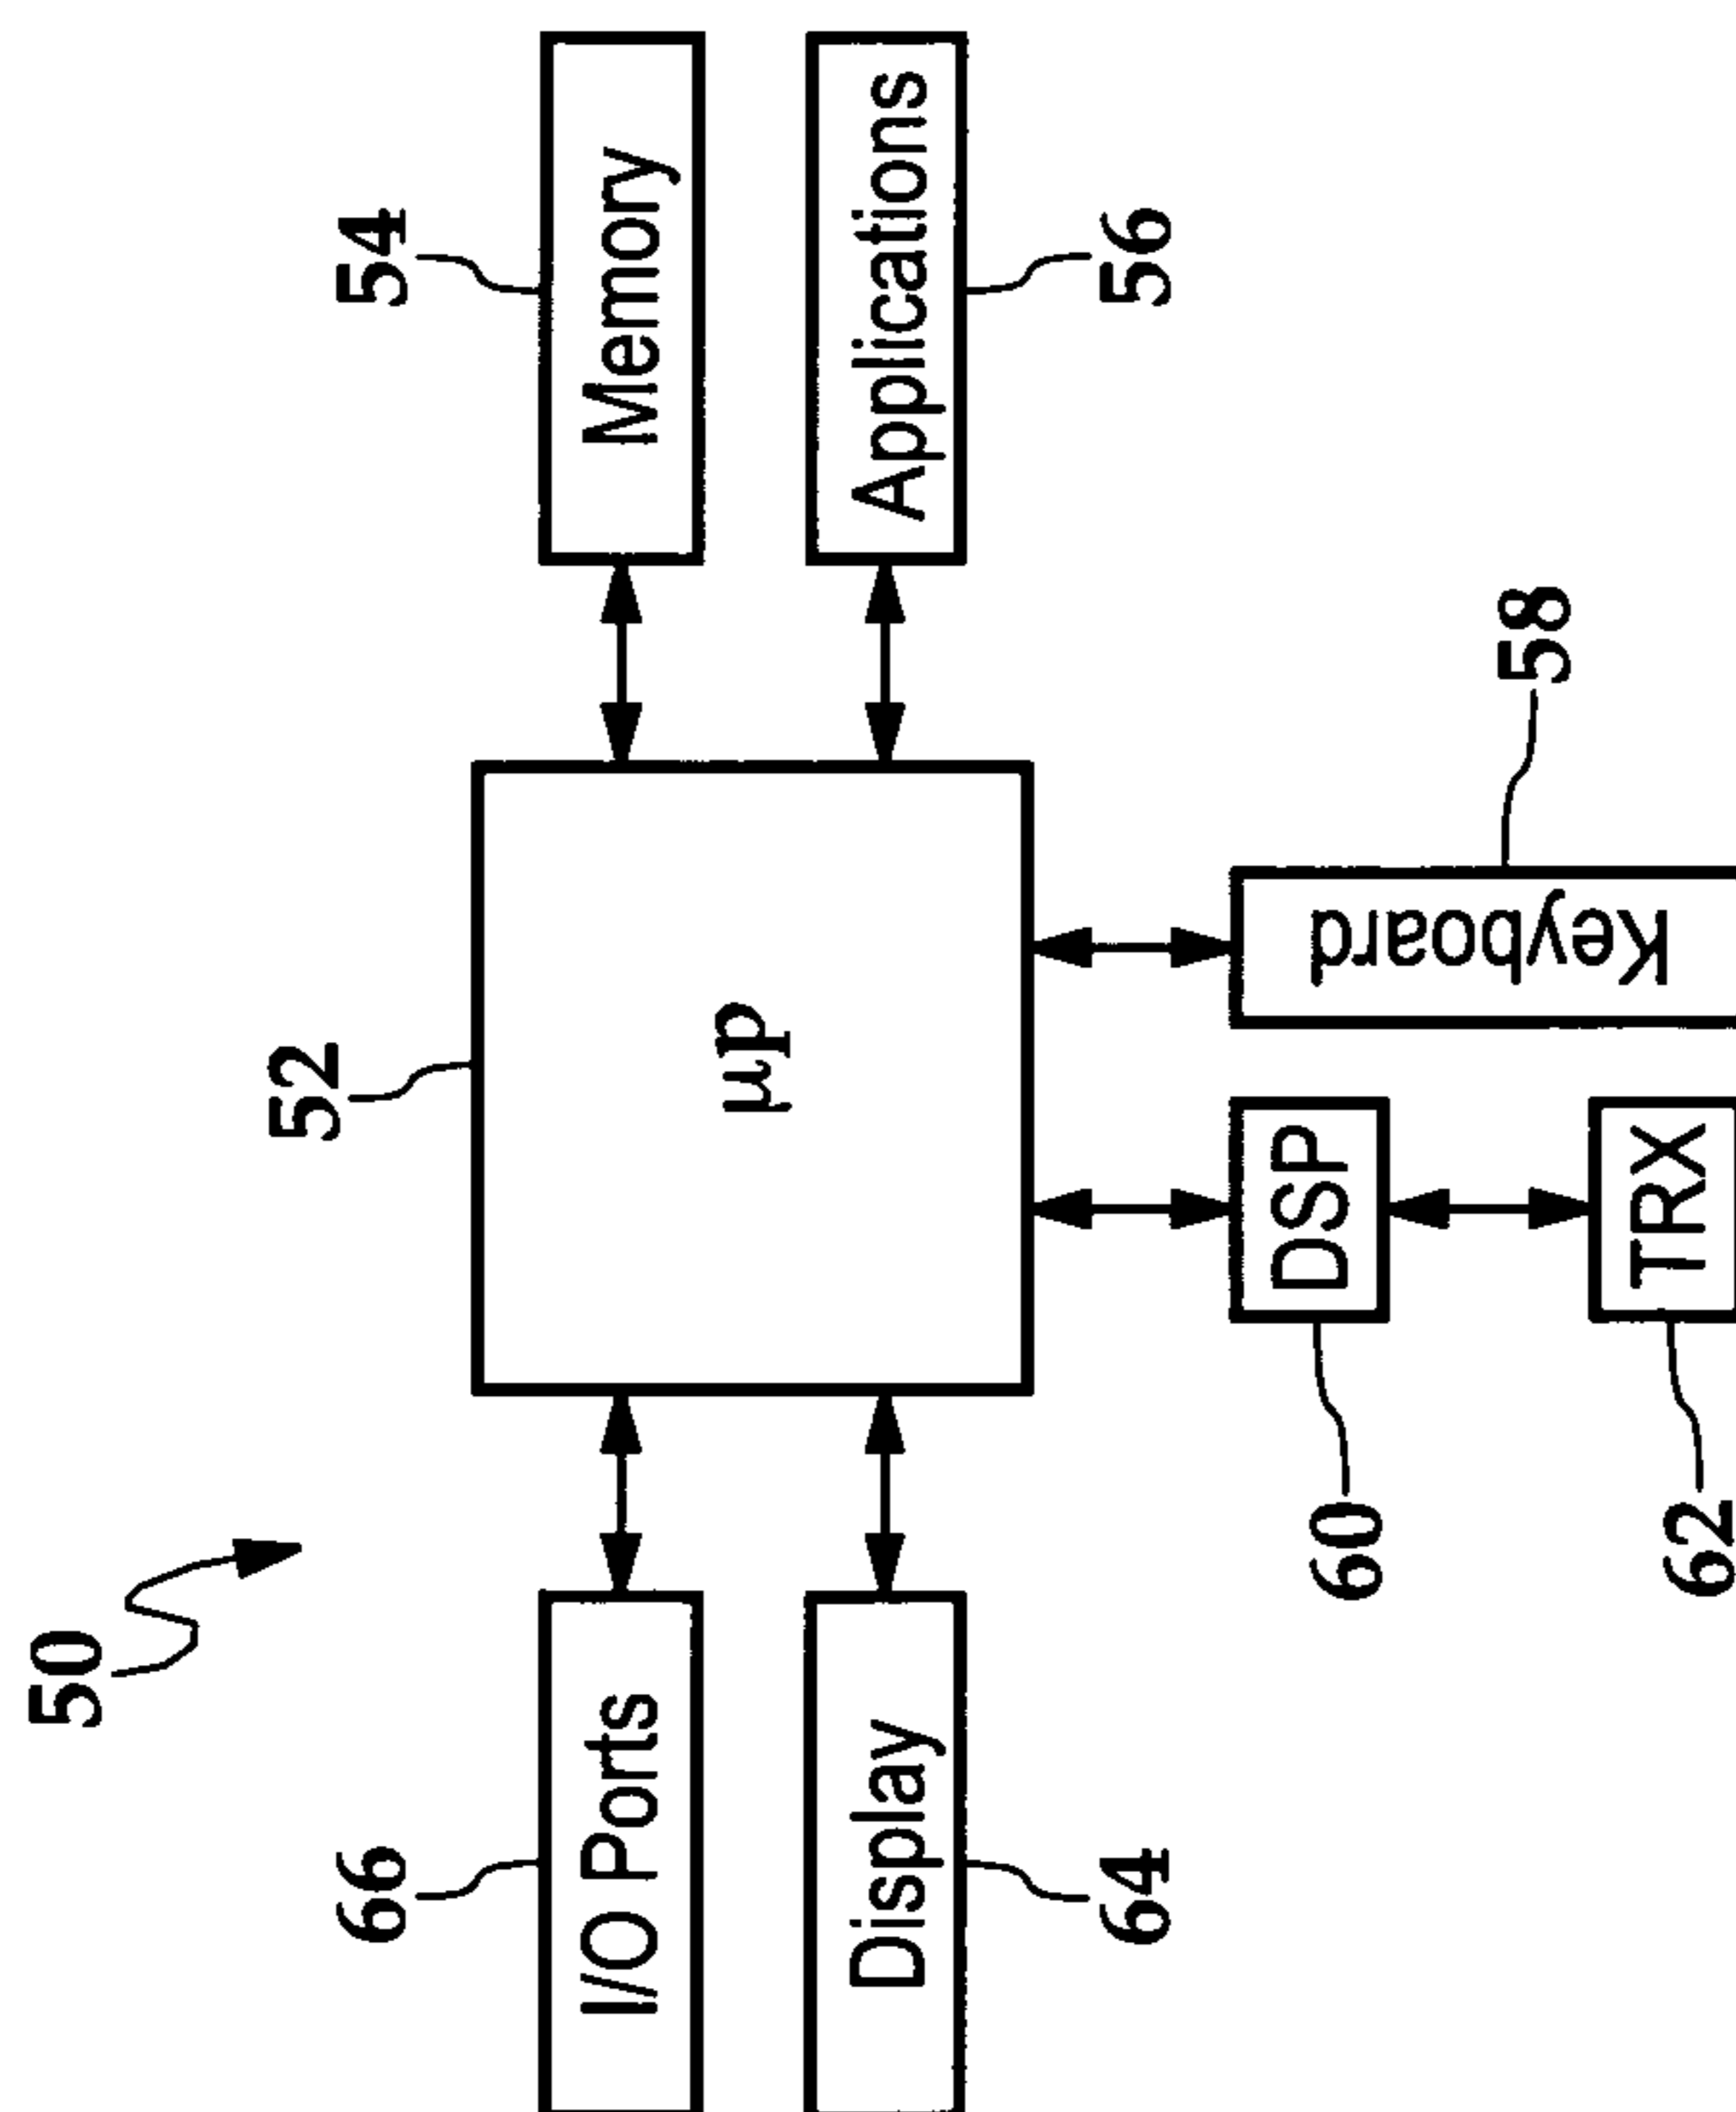 50
52
66
I/O Ports
μp
54
Memory
Display
64
Applications
56
60
DSP
Keyboard
58
62
TRX